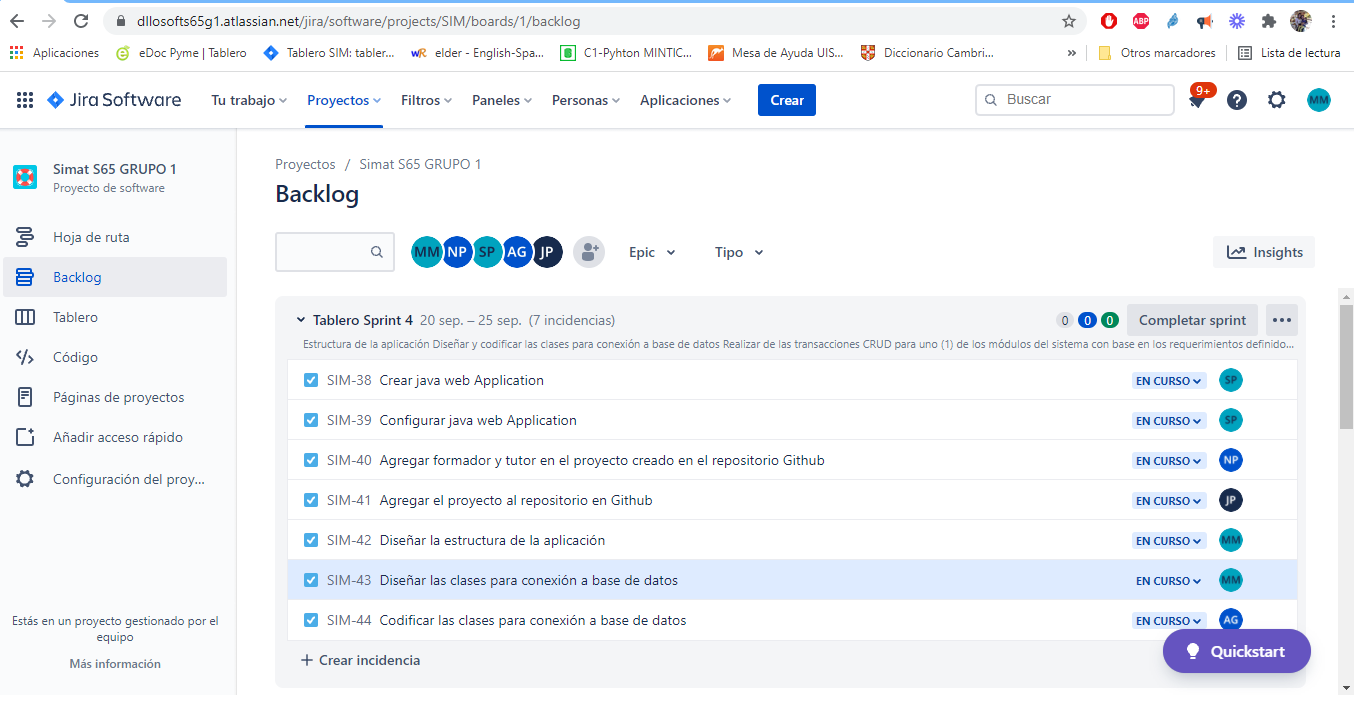 dllosofts65g1.atlassian.net/jira/software/projects/SIM/boards/1/backlog
ABP
Aplicaciones eDoc Pyme | Tablero Tablero SIM: tabler... wR elder - English-Spa... C1-Pyhton MINTIC... Mesa de Ayuda UIS... Diccionario Cambri... » Otros marcadores Lista de lectura
Jira Software Tu trabajo Proyectos Filtros Paneles Personas Aplicaciones Crear Buscar 9+ MM
Simat S65 GRUPO 1
Proyecto de software
Hoja de ruta
Backlog
Tablero
Código
Páginas de proyectos
Añadir acceso rápido
Configuración del proy...
Estás en un proyecto gestionado por el
equipo
Más información
Proyectos / Simat S65 GRUPO 1
Backlog
MM NP SP AG JP Epic Tipo Insights
Tablero Sprint 4 20 sep. – 25 sep. (7 incidencias) 0 0 0 Completar sprint
Estructura de la aplicación Diseñar y codificar las clases para conexión a base de datos Realizar de las transacciones CRUD para uno (1) de los módulos del sistema con base en los requerimientos definido...
SIM-38 Crear java web Application EN CURSO SP
SIM-39 Configurar java web Application EN CURSO SP
SIM-40 Agregar formador y tutor en el proyecto creado en el repositorio Github EN CURSO NP
SIM-41 Agregar el proyecto al repositorio en Github EN CURSO JP
SIM-42 Diseñar la estructura de la aplicación EN CURSO MM
SIM-43 Diseñar las clases para conexión a base de datos EN CURSO MM
SIM-44 Codificar las clases para conexión a base de datos EN CURSO AG
+ Crear incidencia
Quickstart